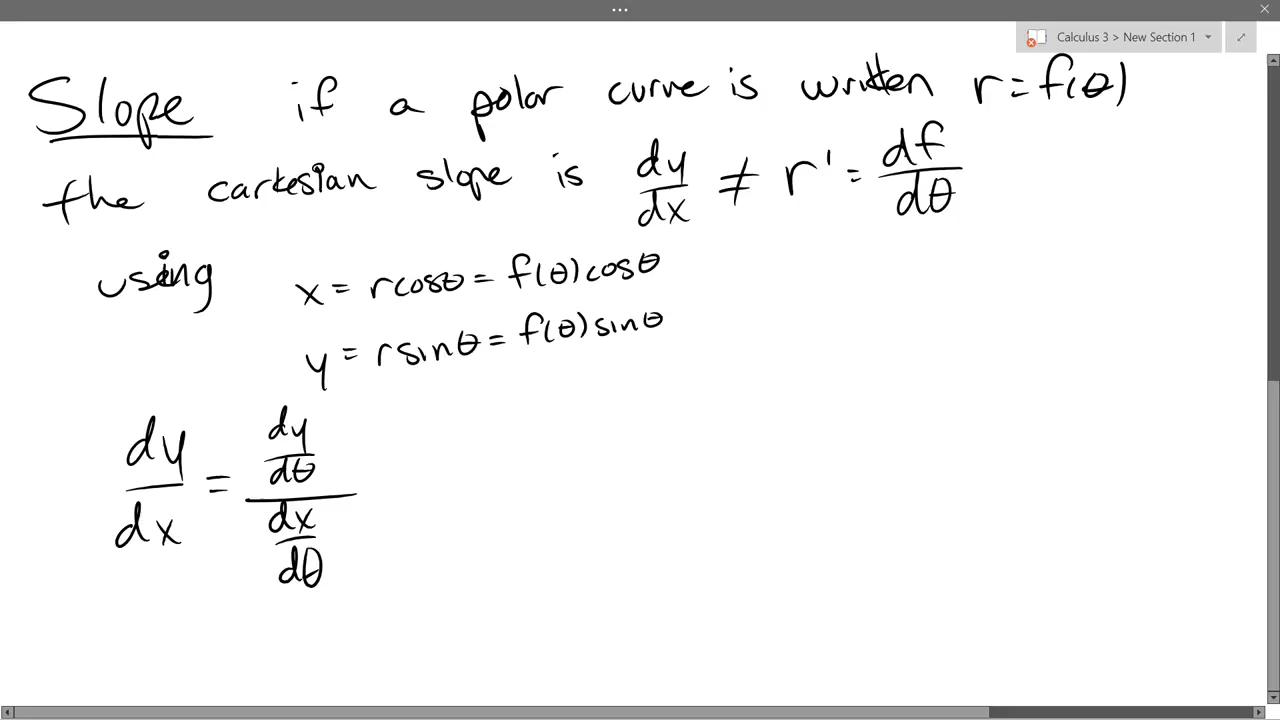 Calculus 3 > New Section 1
Slope if a polar curve is written r = f(θ)
the cartesian slope is dy/dx ≠ r' = df/dθ
using x = rcosθ = f(θ)cosθ
y = rsinθ = f(θ)sinθ
dy/dx = (dy/dθ)/(dx/dθ)